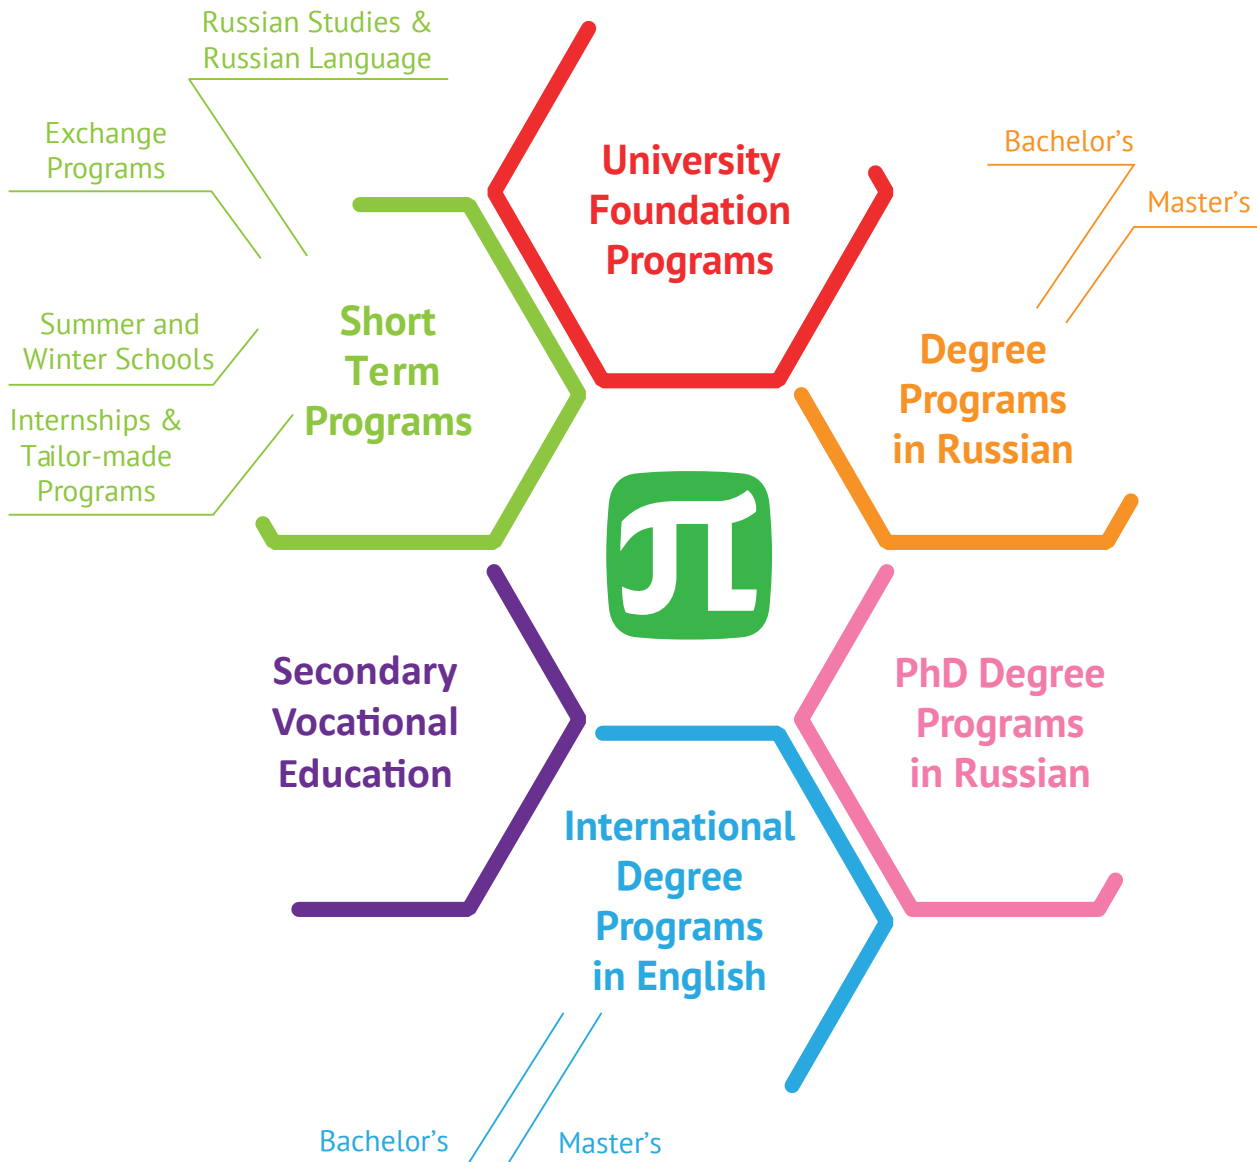 Russian Studies &
Russian Language
Exchange
Programs
Summer and
Winter Schools
Internships &
Tailor-made
Programs
Short
Term
Programs
University
Foundation
Programs
Bachelor's
Master's
Degree
Programs
in Russian
Secondary
Vocational
Education
PhD Degree
Programs
in Russian
International
Degree
Programs
in English
Bachelor's
Master's